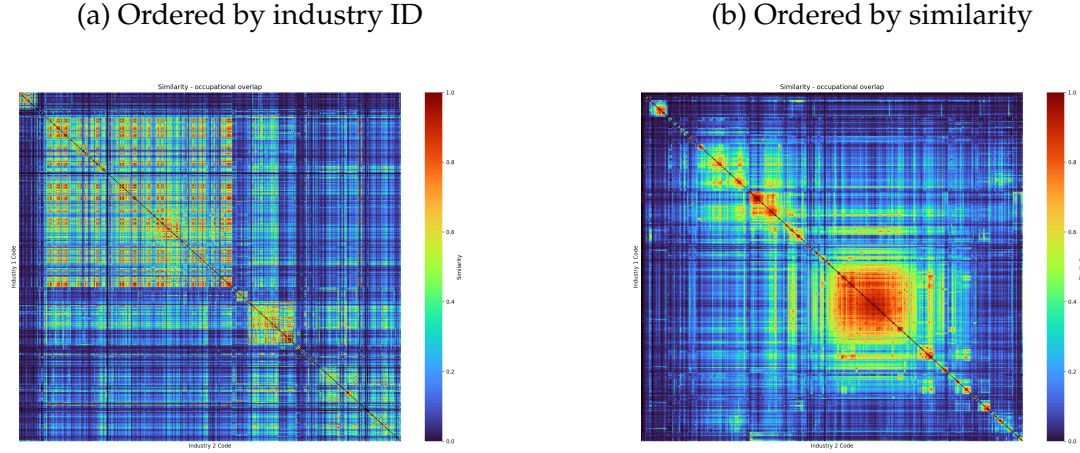 (a) Ordered by industry ID
Similarity - occupational overlap
Industry 1 Code
Industry 2 Code
1.0
0.8
0.6
0.4
0.2
0.0
Similarity
(b) Ordered by similarity
Similarity - occupational overlap
Industry 1 Code
Industry 2 Code
1.0
0.8
0.6
0.4
0.2
0.0